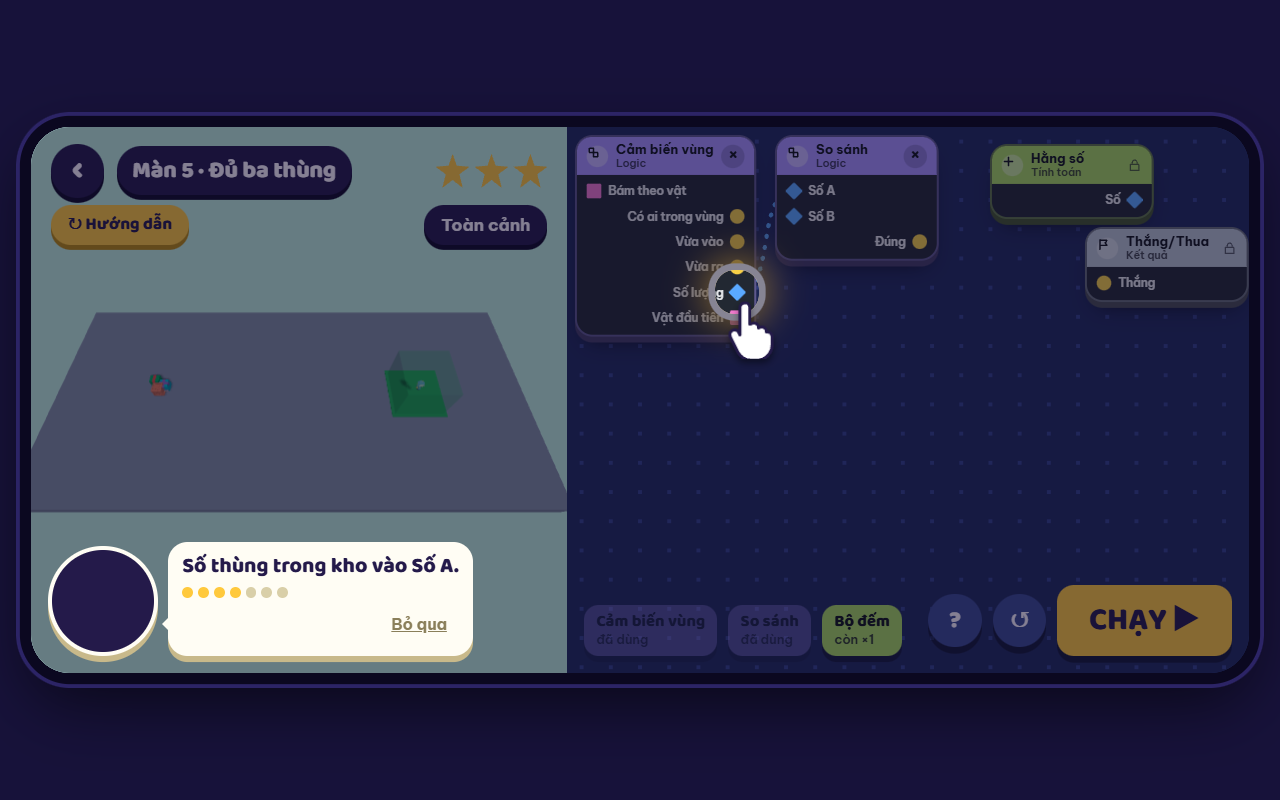 Màn 5 · Đủ ba thùng
↻ Hướng dẫn
Toàn cảnh
Số thùng trong kho vào Số A.
Bỏ qua
Cảm biến vùng
Logic
Bám theo vật
Có ai trong vùng
Vừa vào
Vừa ra
Số lượng
Vật đầu tiên
So sánh
Logic
Số A
Số B
Đúng
Hằng số
Tính toán
Số
Thắng/Thua
Kết quả
Thắng
Cảm biến vùng
đã dùng
So sánh
đã dùng
Bộ đếm
còn ×1
?
↺
CHẠY ▶